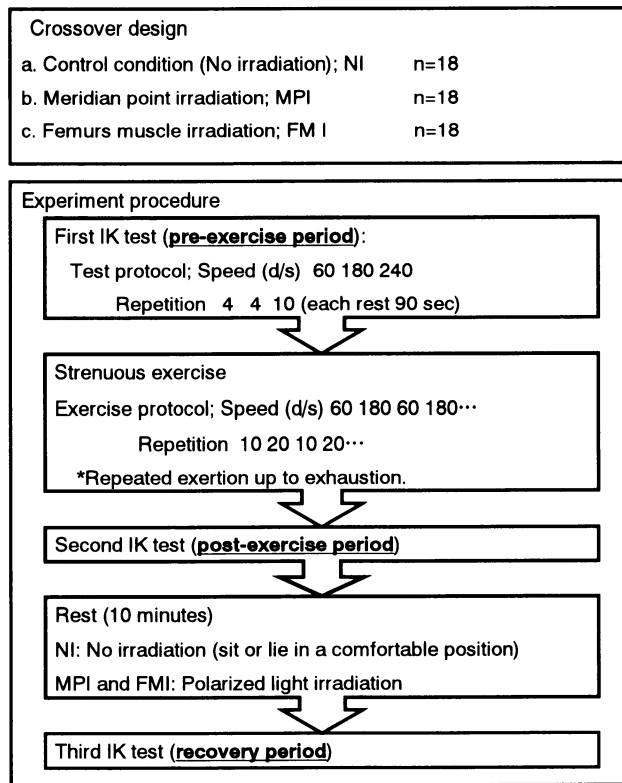 Crossover design
a. Control condition (No irradiation); NI n=18
b. Meridian point irradiation; MPI n=18
c. Femurs muscle irradiation; FM I n=18
Experiment procedure
First IK test (pre-exercise period):
Test protocol; Speed (d/s) 60 180 240
Repetition 4 4 10 (each rest 90 sec)
Strenuous exercise
Exercise protocol; Speed (d/s) 60 180 60 180⋯
Repetition 10 20 10 20⋯
*Repeated exertion up to exhaustion.
Second IK test (post-exercise period)
Rest (10 minutes)
NI: No irradiation (sit or lie in a comfortable position)
MPI and FMI: Polarized light irradiation
Third IK test (recovery period)